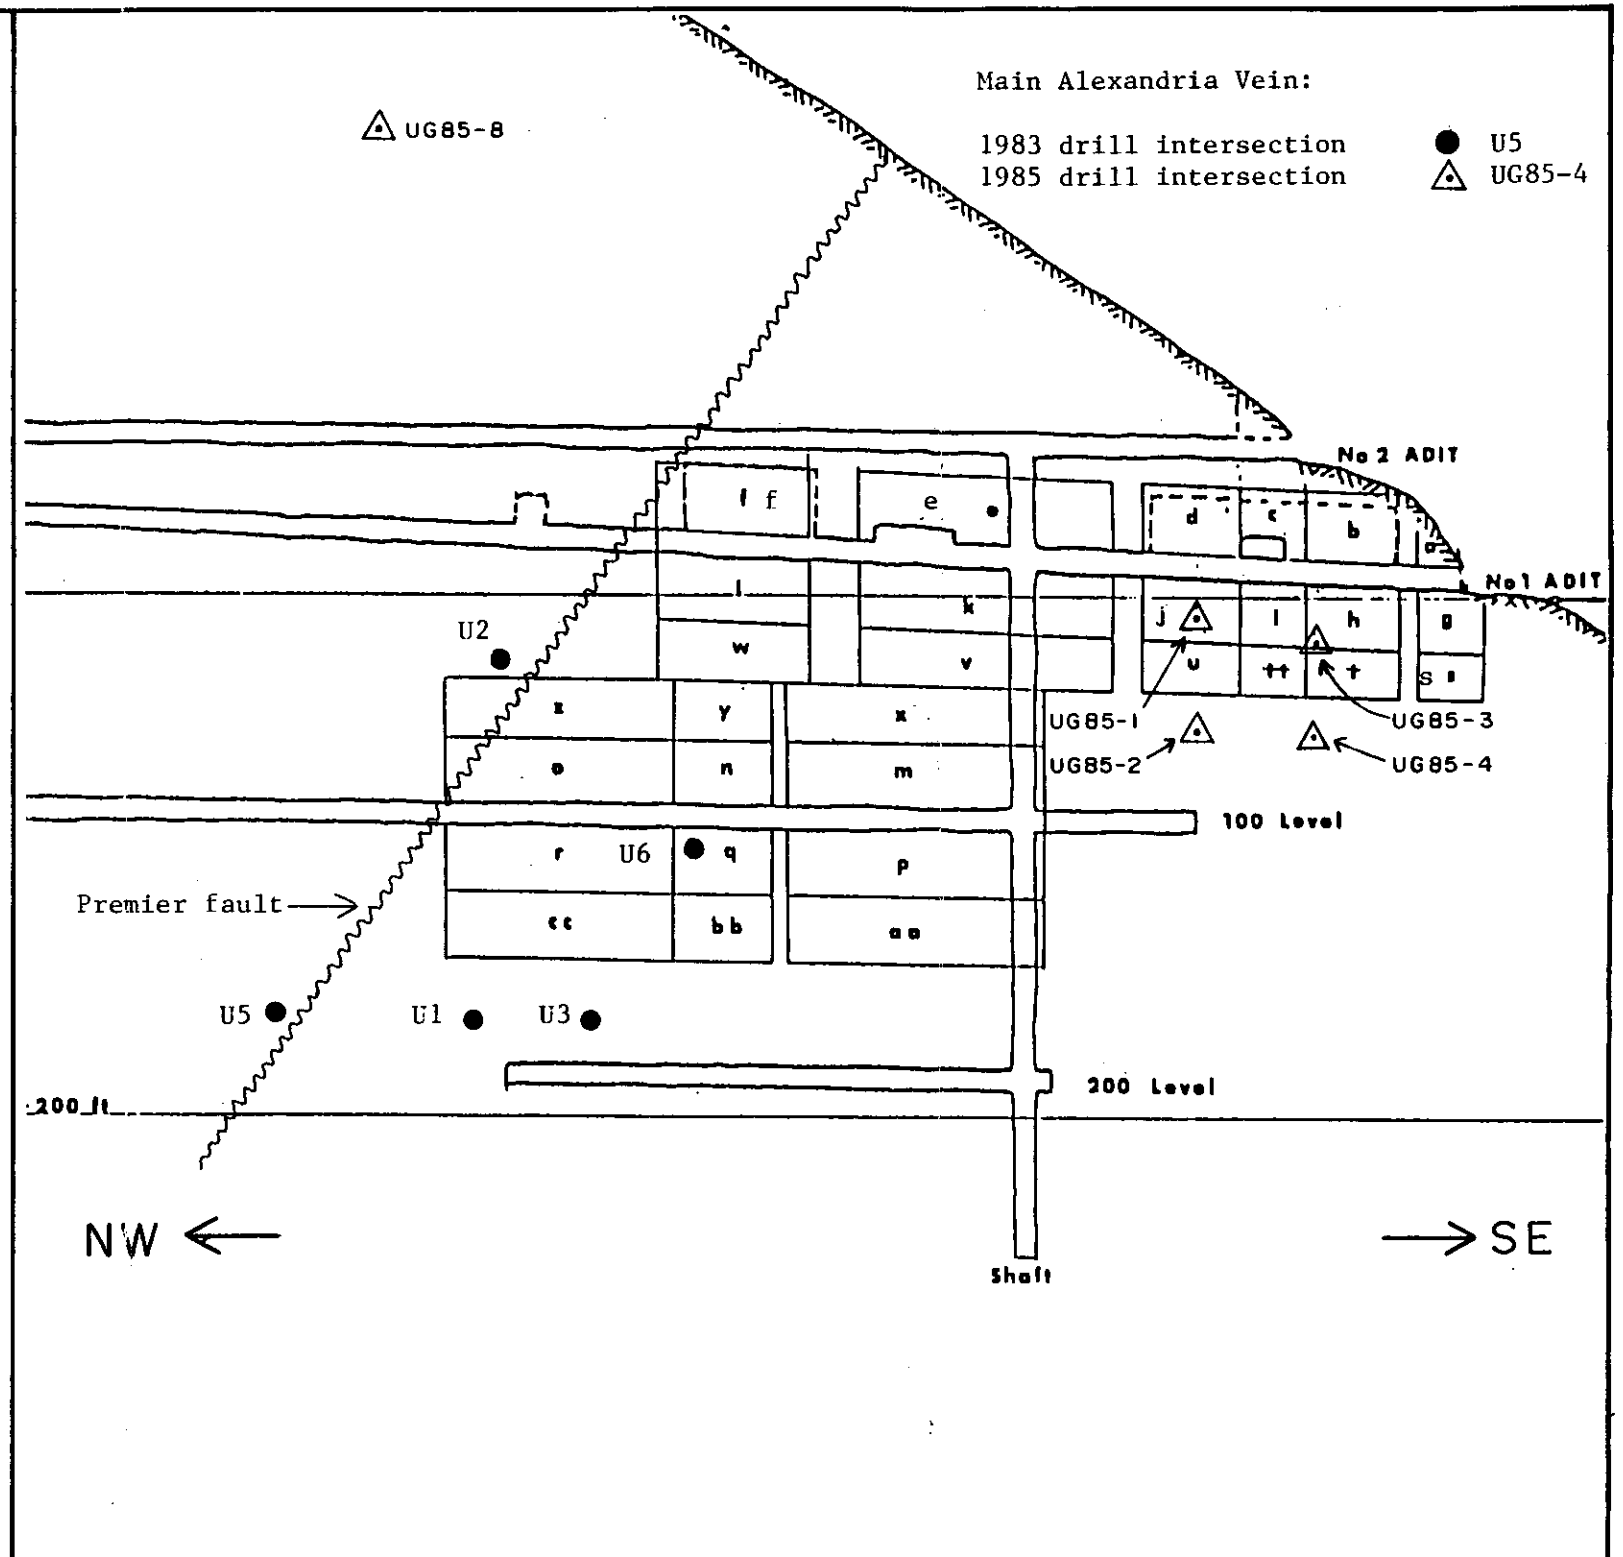 Main Alexandria Vein:
UG85-8
1983 drill intersection U5
1985 drill intersection UG85-4
No 2 ADIT
f e d c b a
No 1 ADIT
l k j i h g
U2
w v u tt t s
z y x
UG85-1 UG85-3
o n m
UG85-2 UG85-4
100 Level
r U6 q p
Premier fault
cc bb aa
U5 U1 U3
200 Level
200 ft
NW SE
Shaft